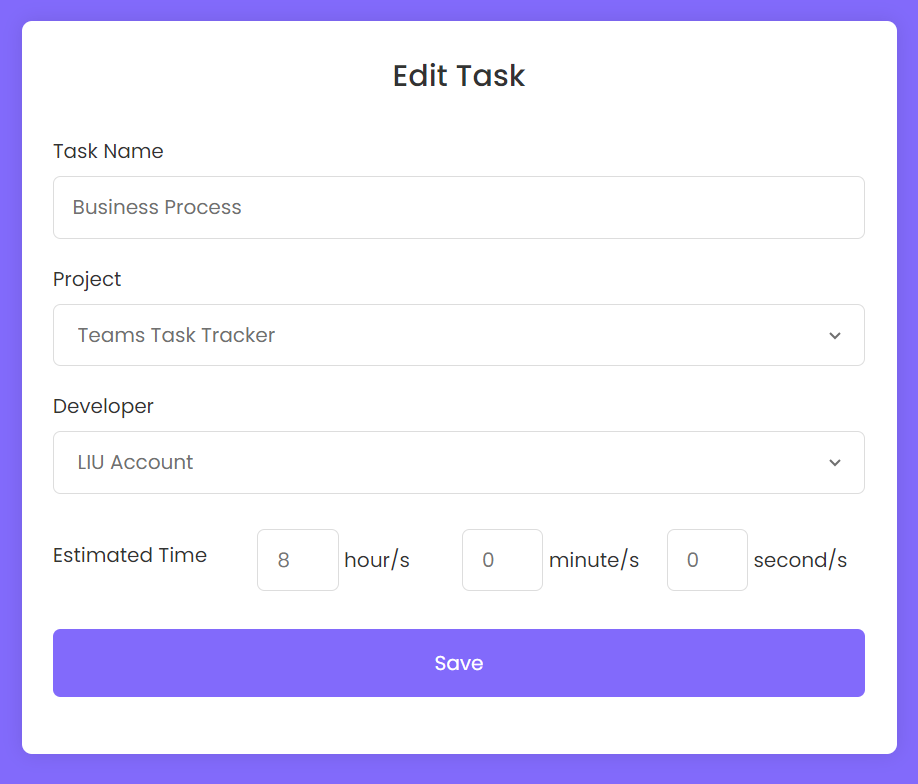 Edit Task
Task Name
Business Process
Project
Teams Task Tracker
Developer
LIU Account
Estimated Time 8 hour/s 0 minute/s 0 second/s
Save